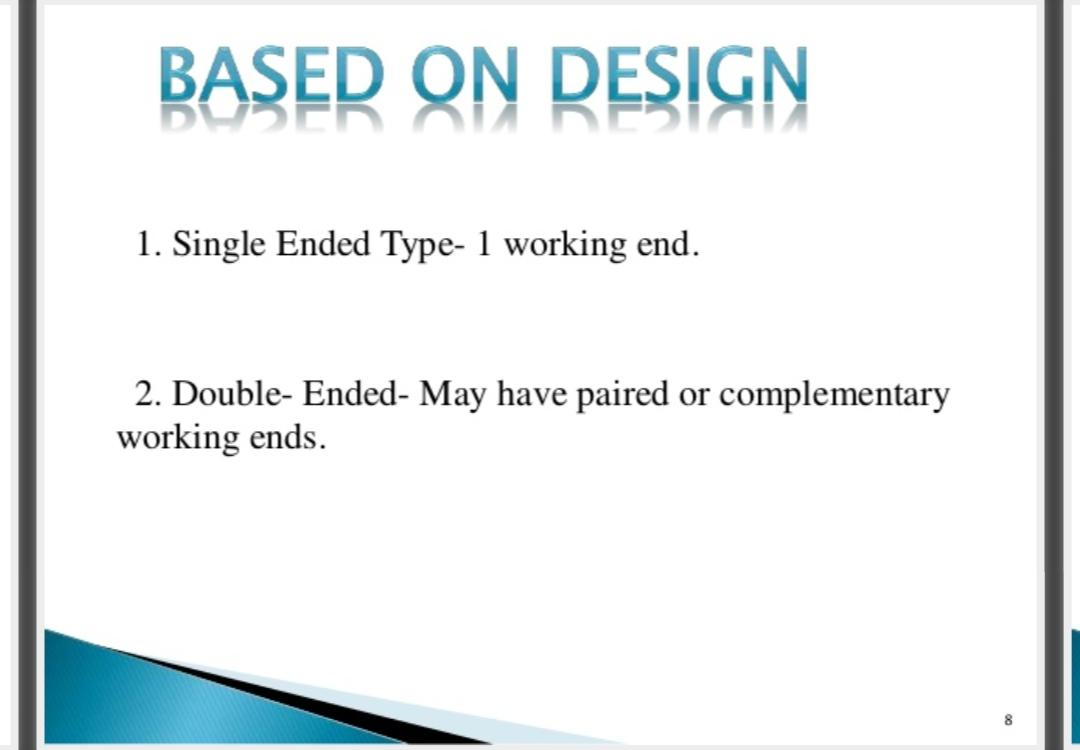 BASED ON DESIGN
1. Single Ended Type- 1 working end.
2. Double- Ended- May have paired or complementary
working ends.
8